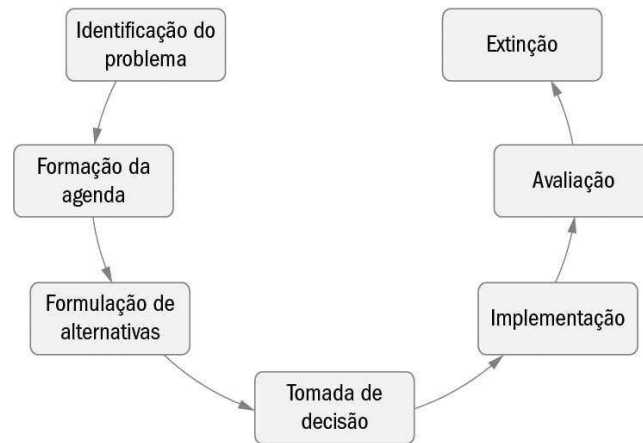 Identificação do
problema
Formação da
agenda
Formulação de
alternativas
Tomada de
decisão
Implementação
Avaliação
Extinção